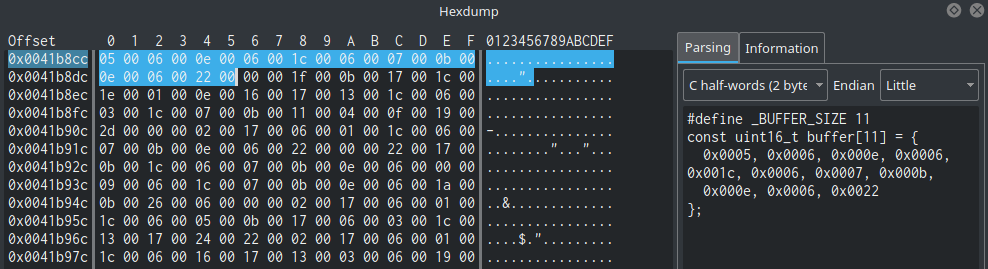 Hexdump
Offset 0 1 2 3 4 5 6 7 8 9 A B C D E F 0123456789ABCDEF
0x0041b8cc 05 00 06 00 0e 00 06 00 1c 00 06 00 07 00 0b 00 ................
0x0041b8dc 0e 00 06 00 22 00 00 00 1f 00 0b 00 17 00 1c 00 ...."...........
0x0041b8ec 1e 00 01 00 0e 00 16 00 17 00 13 00 1c 00 06 00 ................
0x0041b8fc 03 00 1c 00 07 00 0b 00 11 00 04 00 0f 00 19 00 ................
0x0041b90c 2d 00 00 00 02 00 17 00 06 00 01 00 1c 00 06 00 -...............
0x0041b91c 07 00 0b 00 0e 00 06 00 22 00 00 00 22 00 17 00 ........"..."...
0x0041b92c 0b 00 1c 00 06 00 07 00 0b 00 0e 00 06 00 00 00 ................
0x0041b93c 09 00 06 00 1c 00 07 00 0b 00 0e 00 06 00 1a 00 ................
0x0041b94c 0b 00 26 00 06 00 00 00 02 00 17 00 06 00 01 00 ..&.............
0x0041b95c 1c 00 06 00 05 00 0b 00 17 00 06 00 03 00 1c 00 ................
0x0041b96c 13 00 17 00 24 00 22 00 02 00 17 00 06 00 01 00 ....$.".........
0x0041b97c 1c 00 06 00 16 00 17 00 13 00 03 00 06 00 19 00 ................
Parsing Information
C half-words (2 byte Endian Little
#define _BUFFER_SIZE 11
const uint16_t buffer[11] = {
0x0005, 0x0006, 0x000e, 0x0006,
0x001c, 0x0006, 0x0007, 0x000b,
0x000e, 0x0006, 0x0022
};